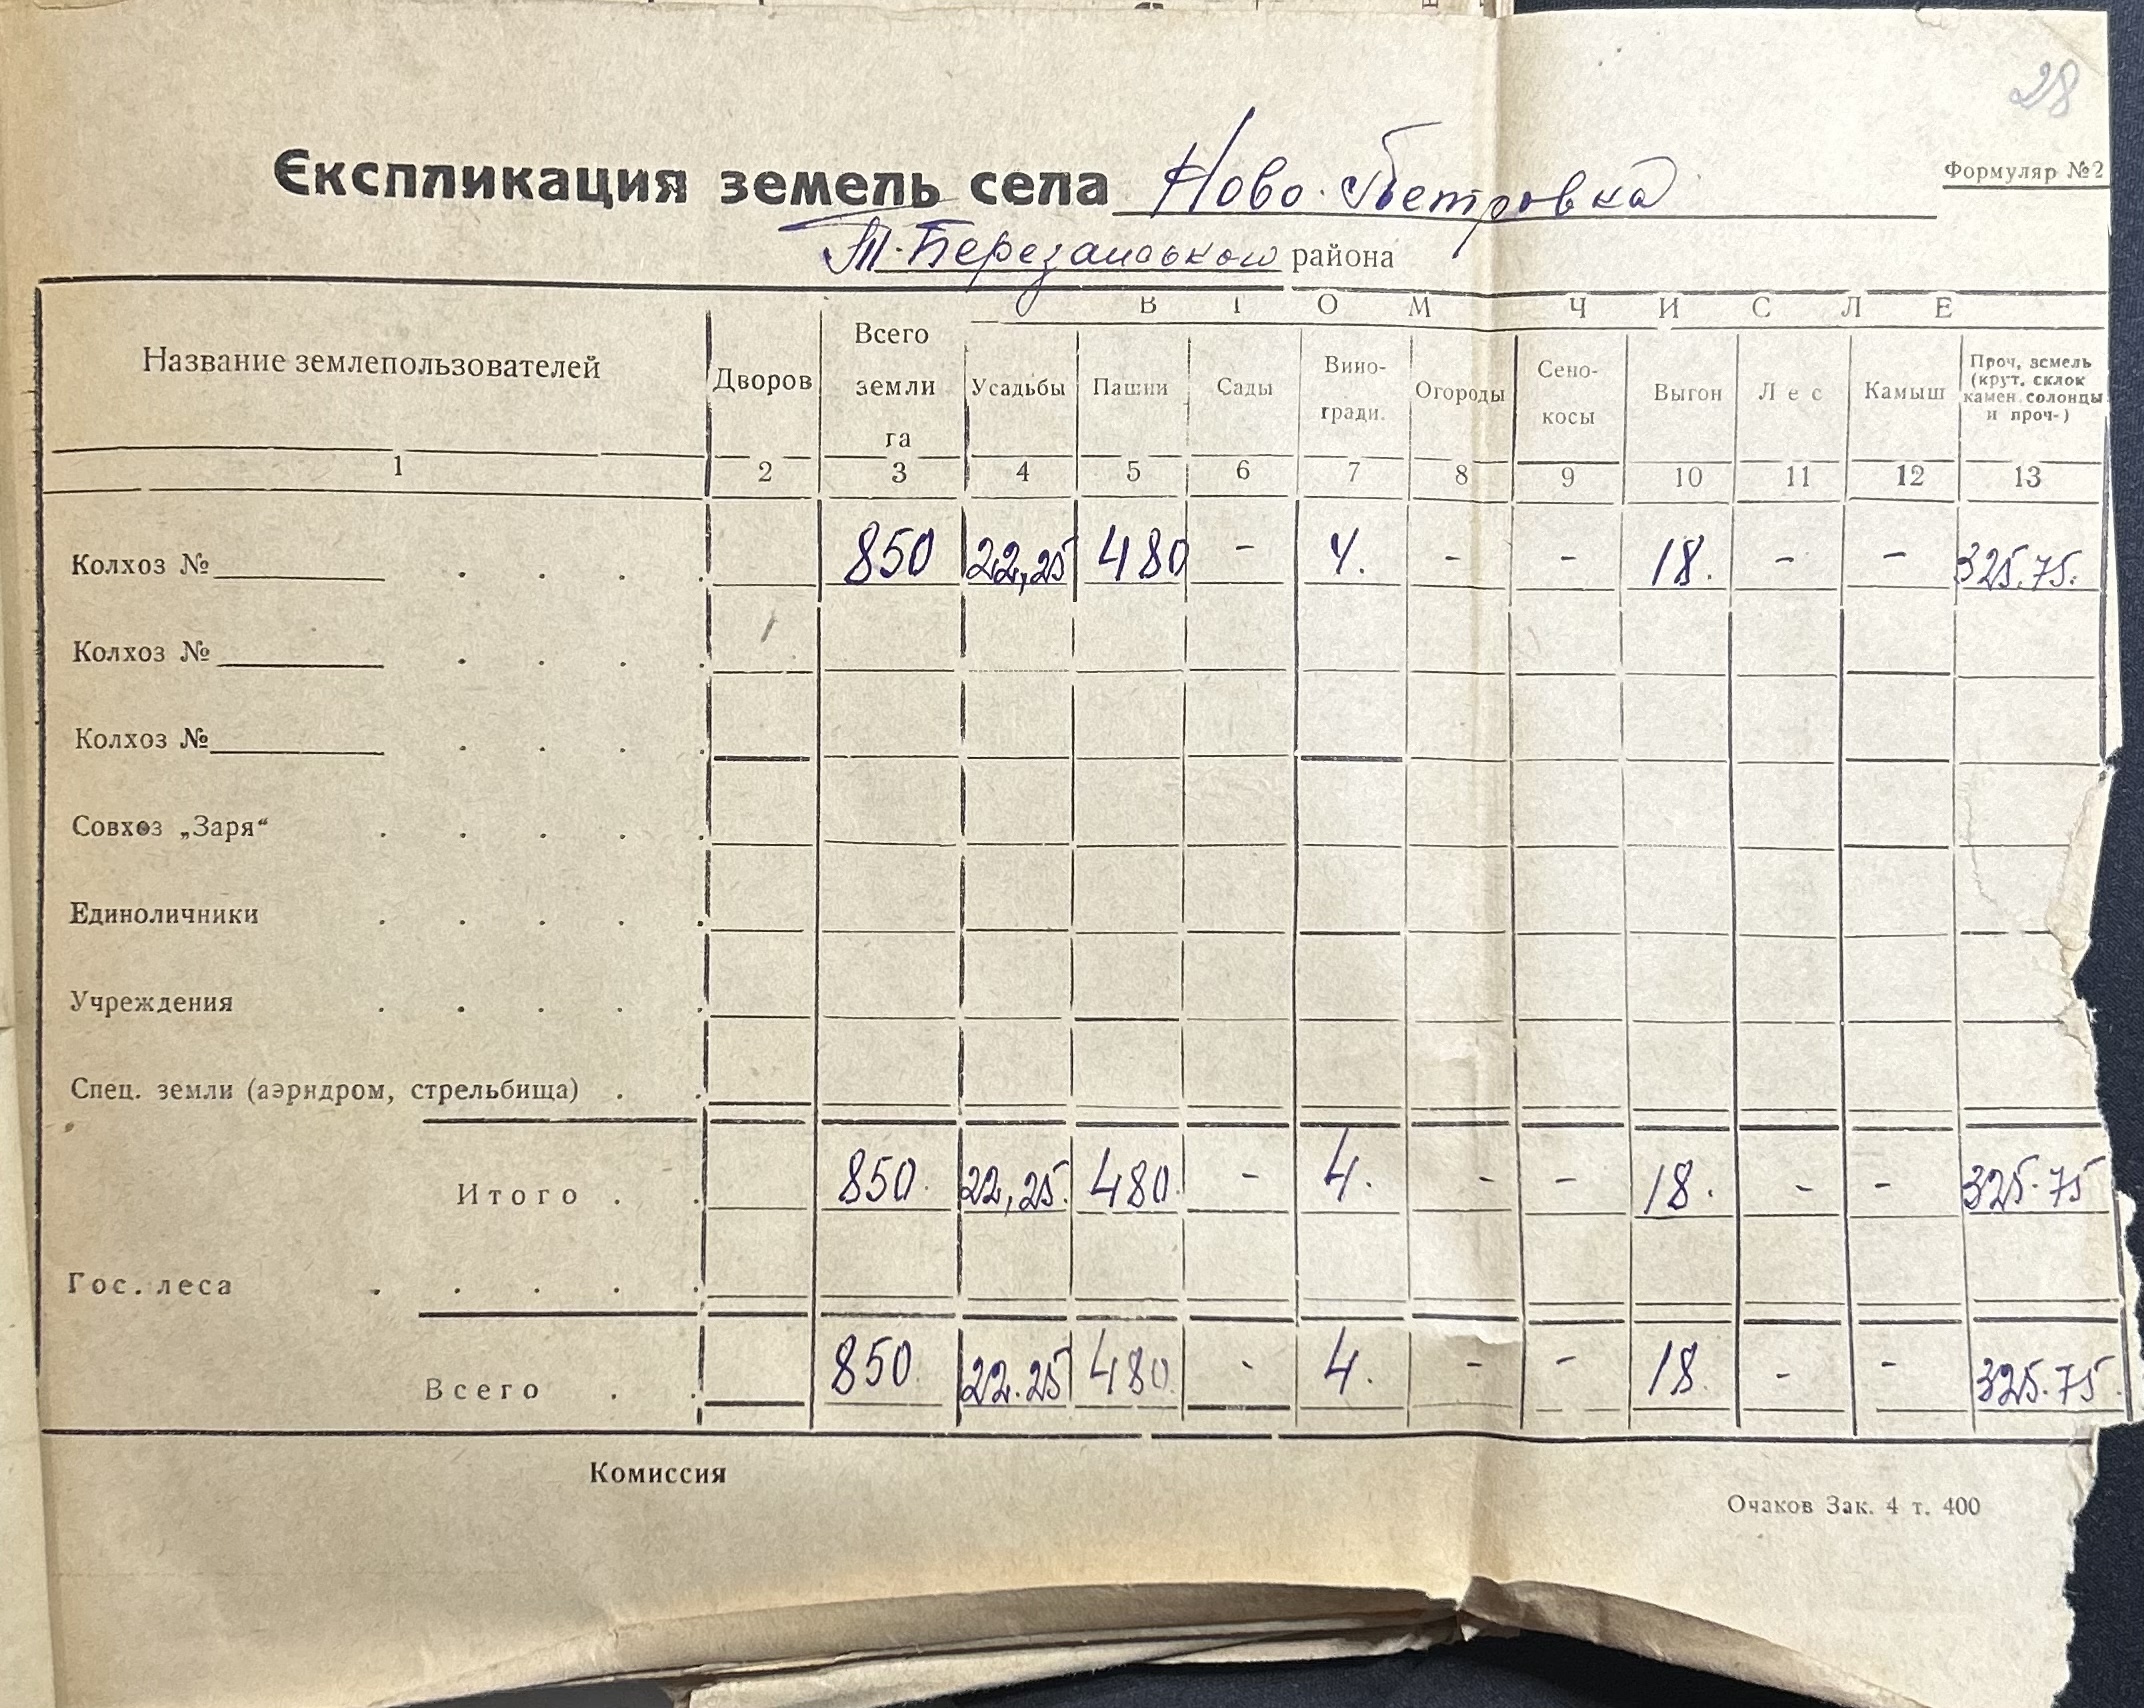 28
Єкспликация земель села Ново-Петровка
Формуляр №2
Т.-Березанського района
В ТОМ ЧИСЛЕ
Название землепользователей Дворов Всего земли га Усадьбы Пашни Сады Вино-гради. Огороды Сено-косы Выгон Лес Камыш Проч, земель (крут. склок камен. солонцы и проч-)
1 2 3 4 5 6 7 8 9 10 11 12 13
Колхоз № 850 22,25 480 - 4. - - 18. - - 325.75.
Колхоз №
Колхоз №
Совхоз „Заря“
Единоличники
Учреждения
Спец. земли (аэрндром, стрельбища)
Итого 850. 22,25. 480. - 4. - - 18. - - 325.75
Гос. леса
Всего 850. 22.25 480. - 4. - - 18. - - 325.75.
Комиссия
Очаков Зак. 4 т. 400